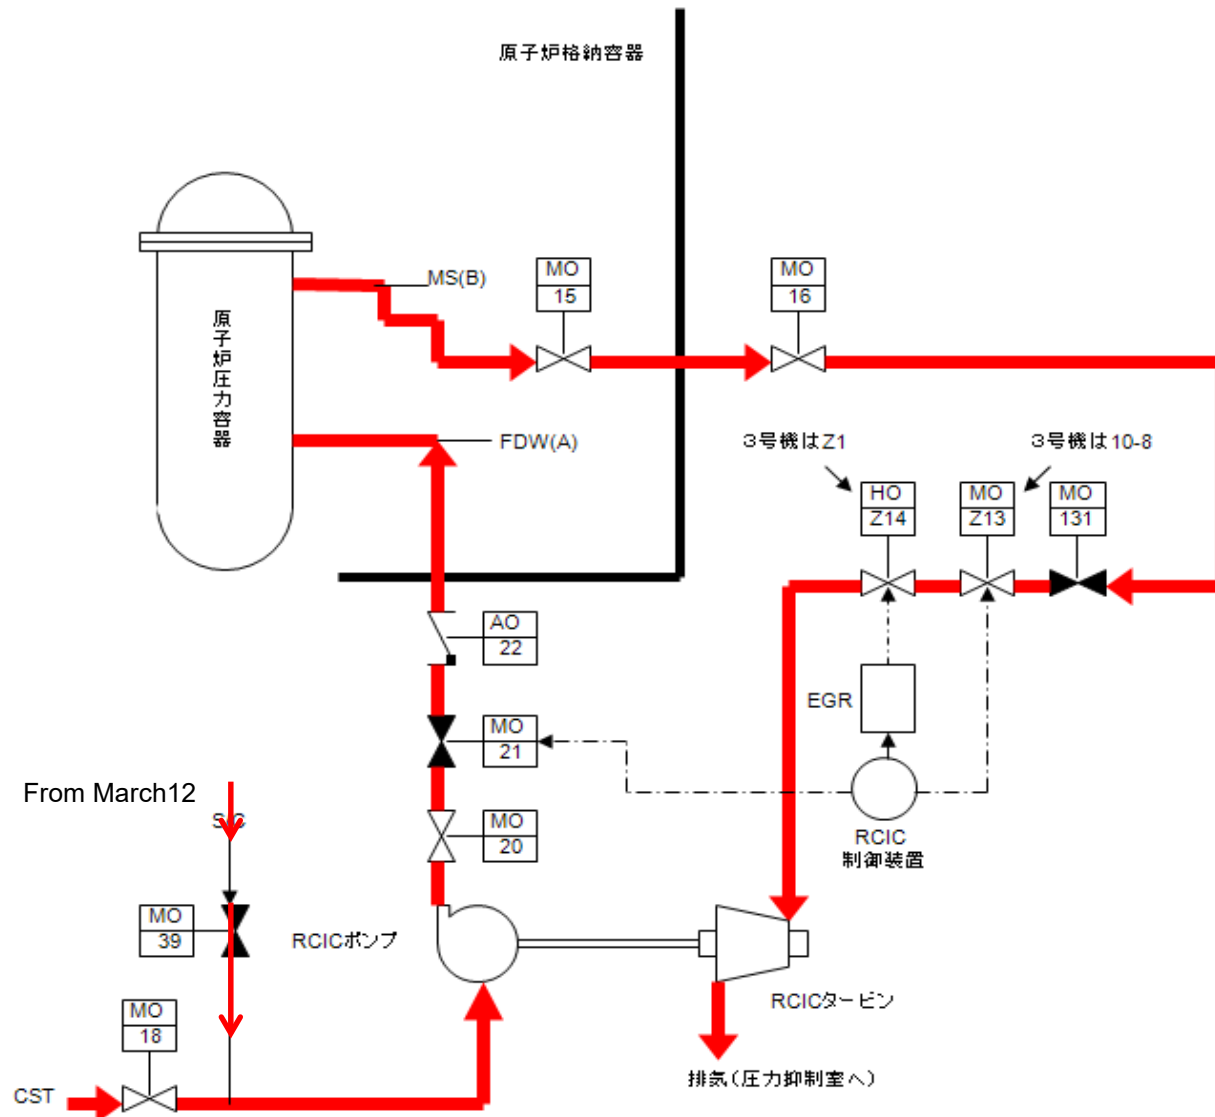 原子炉格納容器
MS(B)
MO
15
MO
16
原子炉圧力容器
FDW(A)
３号機はZ1
３号機は10-8
HO
Z14
MO
Z13
MO
131
AO
22
EGR
MO
21
From March12
S/C
MO
20
RCIC
制御装置
MO
39
RCICポンプ
RCICタービン
MO
18
排気(圧力抑制室へ)
CST